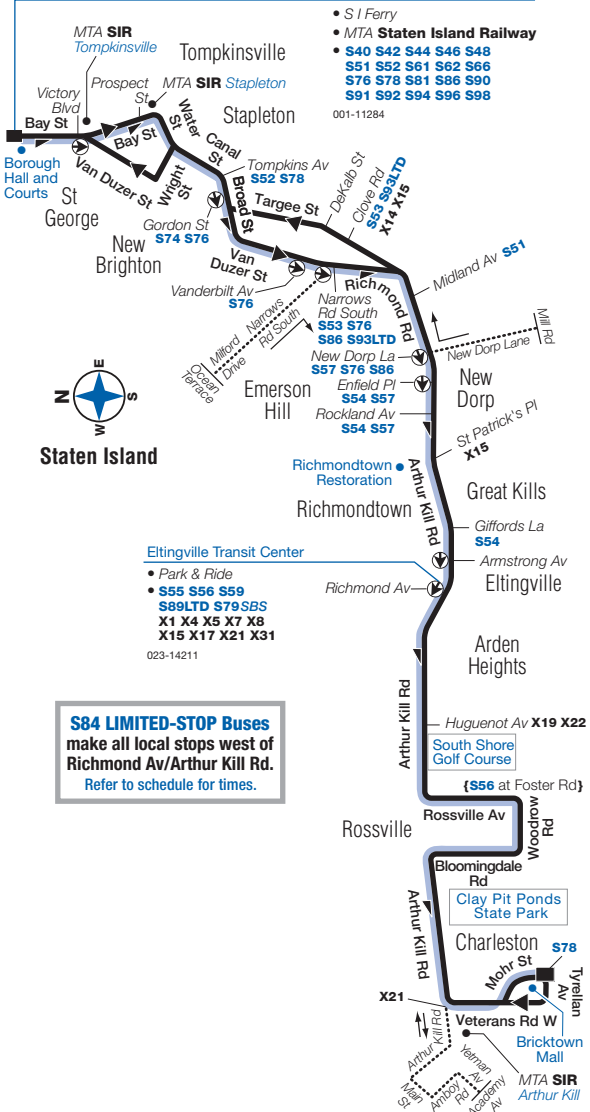 • S I Ferry
• MTA Staten Island Railway
• S40 S42 S44 S46 S48
S51 S52 S61 S62 S66
S76 S78 S81 S86 S90
S91 S92 S94 S96 S98
001-11284
MTA SIR
Tompkinsville
Tompkinsville
Prospect
St
MTA SIR Stapleton
Victory
Blvd
Stapleton
Bay St
Bay St
Water
St
Canal
St
Borough
Hall and
Courts
St
George
Van Duzer St
Wright
St
Tompkins Av
S52 S78
Broad St
Targee St
DeKalb St
Clove Rd
S53 S93LTD
X14 X15
Gordon St
S74 S76
New
Brighton
Van
Duzer St
Vanderbilt Av
S76
Richmond Rd
Midland Av S51
Narrows
Rd South
S53 S76
S86 S93LTD
Milford
Drive
Narrows
Rd South
Ocean
Terrace
Mill Rd
New Dorp Lane
New Dorp La
S57 S76 S86
Enfield Pl
S54 S57
Rockland Av
S54 S57
Emerson
Hill
New
Dorp
N
E
S
W
Staten Island
St Patrick's Pl
X15
Richmondtown
Restoration
Arthur Kill Rd
Great Kills
Richmondtown
Giffords La
S54
Armstrong Av
Eltingville
Eltingville Transit Center
• Park & Ride
• S55 S56 S59
S89LTD S79SBS
X1 X4 X5 X7 X8
X15 X17 X21 X31
023-14211
Richmond Av
Arden
Heights
S84 LIMITED-STOP Buses
make all local stops west of
Richmond Av/Arthur Kill Rd.
Refer to schedule for times.
Arthur Kill Rd
Huguenot Av X19 X22
South Shore
Golf Course
{S56 at Foster Rd}
Rossville Av
Woodrow
Rd
Rossville
Bloomingdale
Rd
Arthur Kill Rd
Clay Pit Ponds
State Park
Charleston
S78
Mohr St
Tyrellan
Av
X21
Veterans Rd W
Bricktown
Mall
Arthur
Kill Rd
Yetman
Av
MTA SIR
Arthur Kill
Main
St
Amboy
Rd
Academy
Av